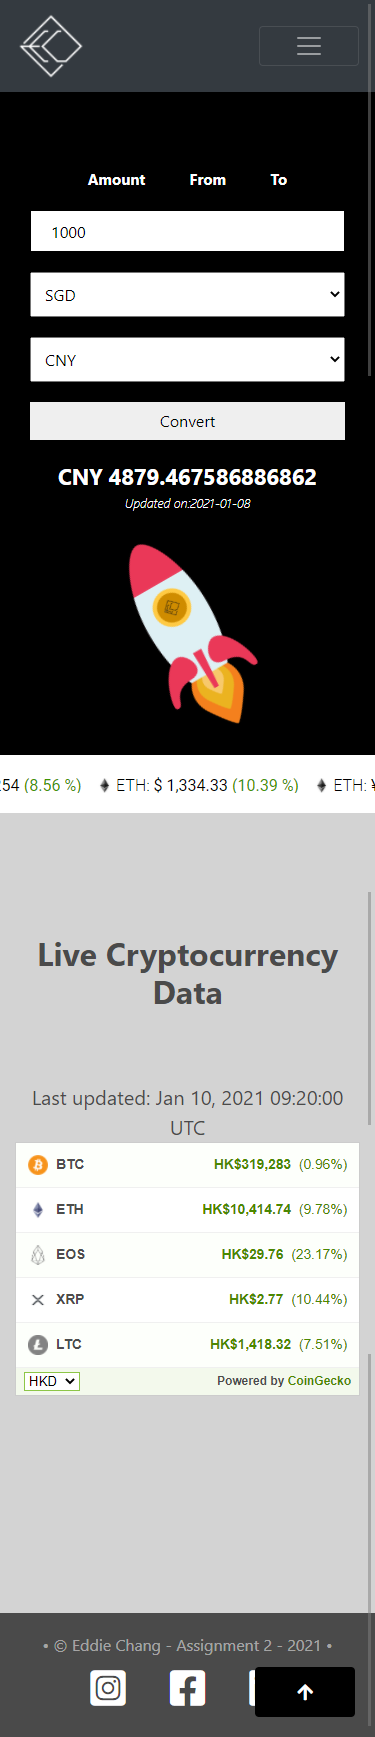 Amount From To
1000
SGD
CNY
Convert
CNY 4879.467586886862
Updated on:2021-01-08
254 (8.56 %) ETH: $ 1,334.33 (10.39 %) ETH: ¥
Live Cryptocurrency
Data
Last updated: Jan 10, 2021 09:20:00
UTC
BTC HK$319,283 (0.96%)
ETH HK$10,414.74 (9.78%)
EOS HK$29.76 (23.17%)
XRP HK$2.77 (10.44%)
LTC HK$1,418.32 (7.51%)
HKD Powered by CoinGecko
• © Eddie Chang - Assignment 2 - 2021 •